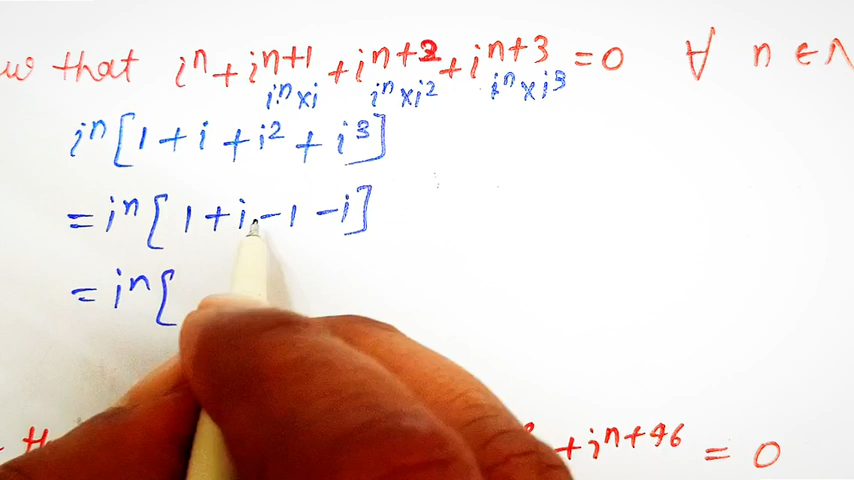 that iⁿ + iⁿ⁺¹ + iⁿ⁺² + iⁿ⁺³ = 0 ∀ n ∈ N
iⁿ×i iⁿ×i² iⁿ×i³
iⁿ[1 + i + i² + i³]
= iⁿ[1 + i - 1 - i]
= iⁿ[
+ iⁿ⁺⁴⁶ = 0